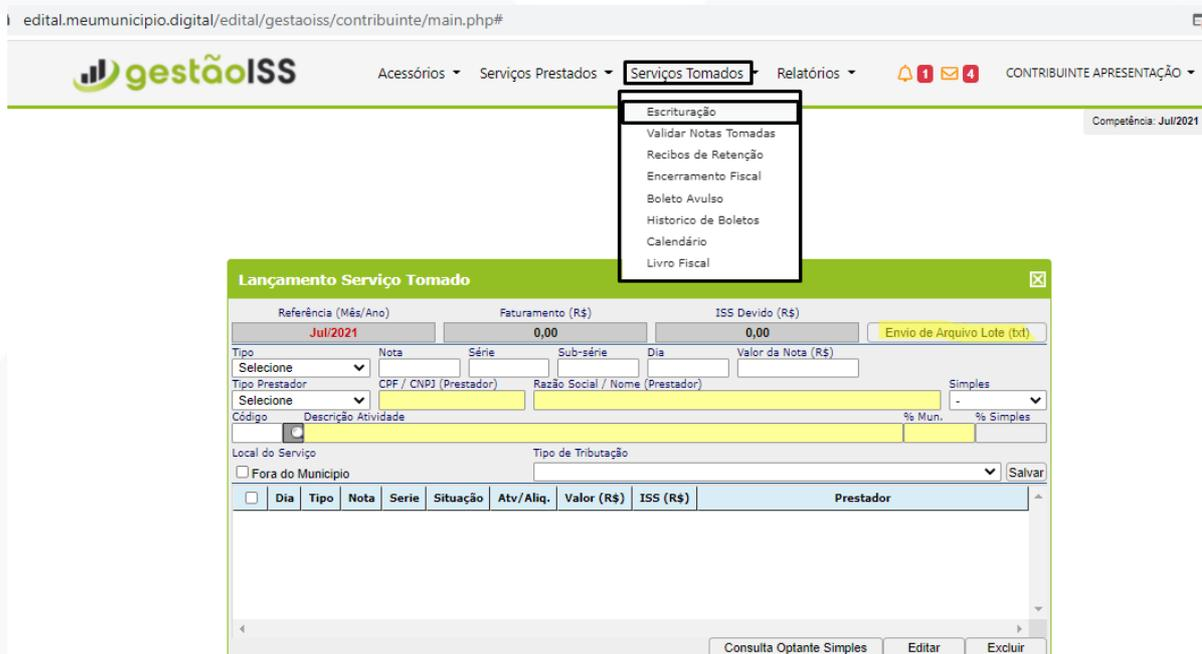 edital.meumunicipio.digital/edital/gestaoiss/contribuinte/main.php#
gestãoISS
Acessórios Serviços Prestados Serviços Tomados Relatórios 1 4 CONTRIBUINTE APRESENTAÇÃO
Competência: Jul/2021
Escrituração
Validar Notas Tomadas
Recibos de Retenção
Encerramento Fiscal
Boleto Avulso
Historico de Boletos
Calendário
Livro Fiscal
Lançamento Serviço Tomado
Referência (Mês/Ano) Faturamento (R$) ISS Devido (R$)
Jul/2021 0,00 0,00 Envio de Arquivo Lote (txt)
Tipo Nota Série Sub-série Dia Valor da Nota (R$)
Selecione
Tipo Prestador CPF / CNPJ (Prestador) Razão Social / Nome (Prestador) Simples
Selecione -
Código Descrição Atividade % Mun. % Simples
Local do Serviço Tipo de Tributação
Fora do Municipio Salvar
Dia Tipo Nota Serie Situação Atv/Aliq. Valor (R$) ISS (R$) Prestador
Consulta Optante Simples Editar Excluir